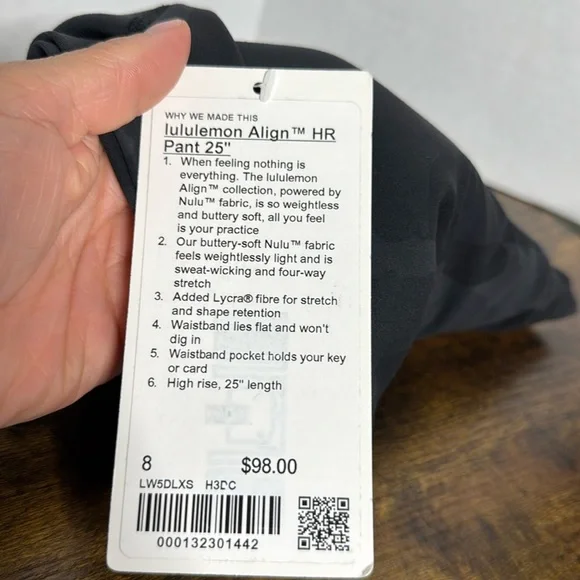 WHY WE MADE THIS
lululemon Align™ HR
Pant 25"
1. When feeling nothing is
everything. The lululemon
Align™ collection, powered by
Nulu™ fabric, is so weightless
and buttery soft, all you feel
is your practice
2. Our buttery-soft Nulu™ fabric
feels weightlessly light and is
sweat-wicking and four-way
stretch
3. Added Lycra® fibre for stretch
and shape retention
4. Waistband lies flat and won't
dig in
5. Waistband pocket holds your key
or card
6. High rise, 25" length
8 $98.00
LW5DLXS H3DC
000132301442